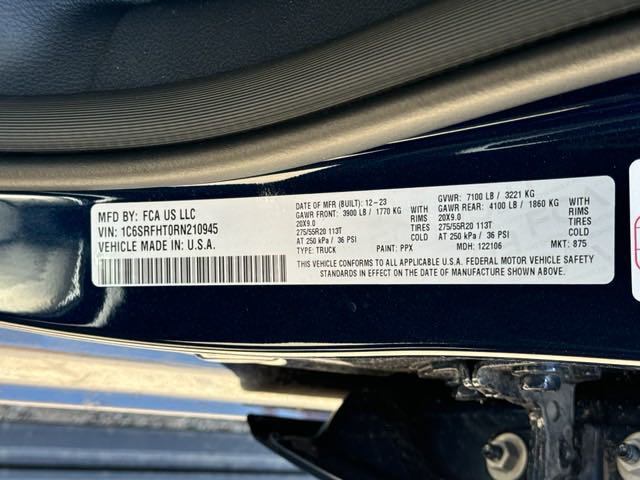 MFD BY: FCA US LLC
VIN: 1C6SRFHT0RN210945
VEHICLE MADE IN: U.S.A.
DATE OF MFR (BUILT): 12-23
GAWR FRONT: 3900 LB / 1770 KG WITH
20X9.0 RIMS
275/55R20 113T TIRES
AT 250 kPa / 36 PSI COLD
TYPE: TRUCK PAINT: PPX
GVWR: 7100 LB / 3221 KG
GAWR REAR: 4100 LB / 1860 KG WITH
20X9.0 RIMS
275/55R20 113T TIRES
AT 250 kPa / 36 PSI COLD
MDH: 122106 MKT: 875
THIS VEHICLE CONFORMS TO ALL APPLICABLE U.S.A. FEDERAL MOTOR VEHICLE SAFETY
STANDARDS IN EFFECT ON THE DATE OF MANUFACTURE SHOWN ABOVE.